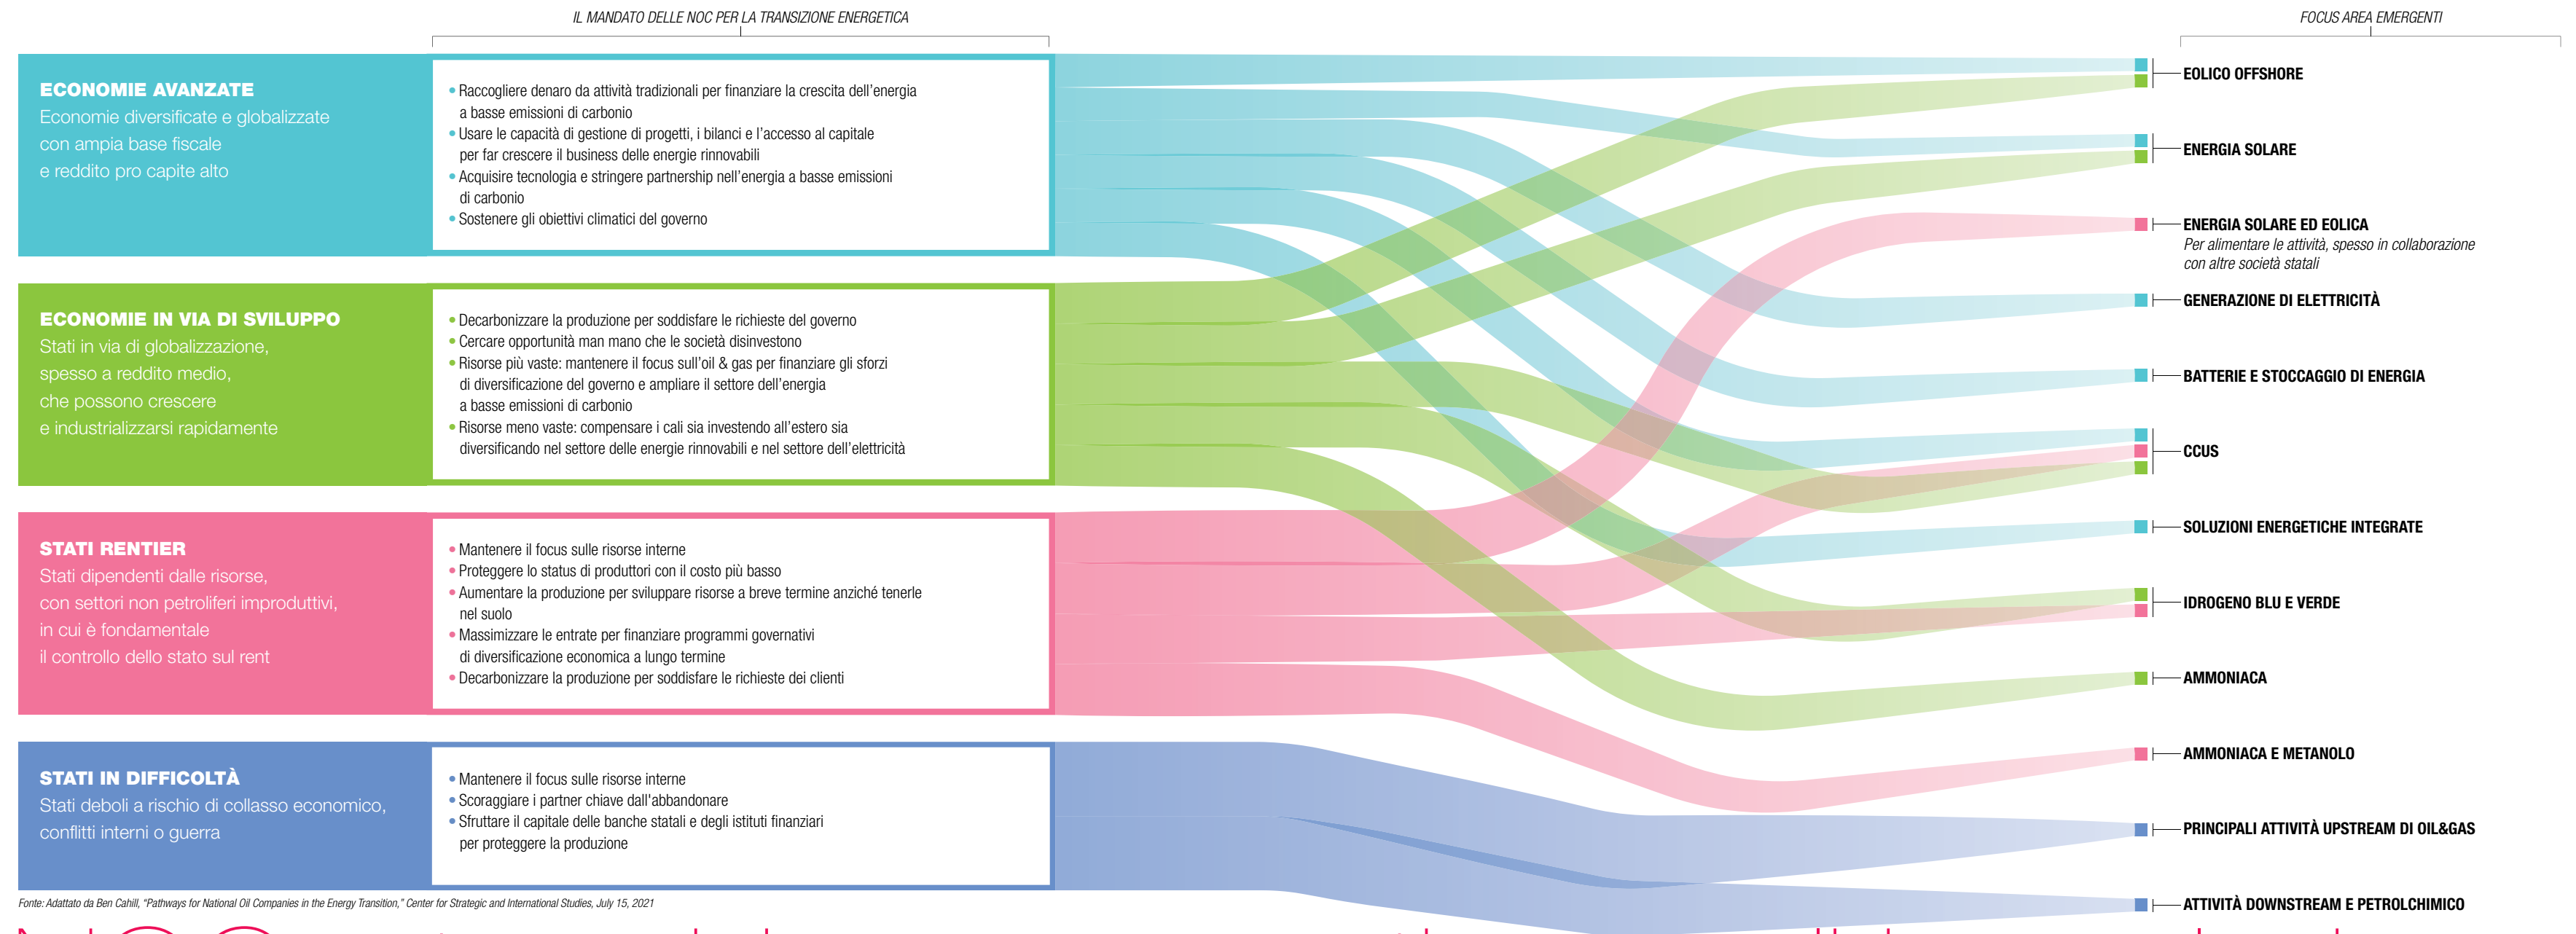 IL MANDATO DELLE NOC PER LA TRANSIZIONE ENERGETICA
FOCUS AREA EMERGENTI
ECONOMIE AVANZATE
Economie diversificate e globalizzate
con ampia base fiscale
e reddito pro capite alto
• Raccogliere denaro da attività tradizionali per finanziare la crescita dell'energia
a basse emissioni di carbonio
• Usare le capacità di gestione di progetti, i bilanci e l'accesso al capitale
per far crescere il business delle energie rinnovabili
• Acquisire tecnologia e stringere partnership nell'energia a basse emissioni
di carbonio
• Sostenere gli obiettivi climatici del governo
ECONOMIE IN VIA DI SVILUPPO
Stati in via di globalizzazione,
spesso a reddito medio,
che possono crescere
e industrializzarsi rapidamente
• Decarbonizzare la produzione per soddisfare le richieste del governo
• Cercare opportunità man mano che le società disinvestono
• Risorse più vaste: mantenere il focus sull'oil & gas per finanziare gli sforzi
di diversificazione del governo e ampliare il settore dell'energia
a basse emissioni di carbonio
• Risorse meno vaste: compensare i cali sia investendo all'estero sia
diversificando nel settore delle energie rinnovabili e nel settore dell'elettricità
STATI RENTIER
Stati dipendenti dalle risorse,
con settori non petroliferi improduttivi,
in cui è fondamentale
il controllo dello stato sul rent
• Mantenere il focus sulle risorse interne
• Proteggere lo status di produttori con il costo più basso
• Aumentare la produzione per sviluppare risorse a breve termine anziché tenerle
nel suolo
• Massimizzare le entrate per finanziare programmi governativi
di diversificazione economica a lungo termine
• Decarbonizzare la produzione per soddisfare le richieste dei clienti
STATI IN DIFFICOLTÀ
Stati deboli a rischio di collasso economico,
conflitti interni o guerra
• Mantenere il focus sulle risorse interne
• Scoraggiare i partner chiave dall'abbandonare
• Sfruttare il capitale delle banche statali e degli istituti finanziari
per proteggere la produzione
EOLICO OFFSHORE
ENERGIA SOLARE
ENERGIA SOLARE ED EOLICA
Per alimentare le attività, spesso in collaborazione
con altre società statali
GENERAZIONE DI ELETTRICITÀ
BATTERIE E STOCCAGGIO DI ENERGIA
CCUS
SOLUZIONI ENERGETICHE INTEGRATE
IDROGENO BLU E VERDE
AMMONIACA
AMMONIACA E METANOLO
PRINCIPALI ATTIVITÀ UPSTREAM DI OIL&GAS
ATTIVITÀ DOWNSTREAM E PETROLCHIMICO
Fonte: Adattato da Ben Cahill, "Pathways for National Oil Companies in the Energy Transition," Center for Strategic and International Studies, July 15, 2021